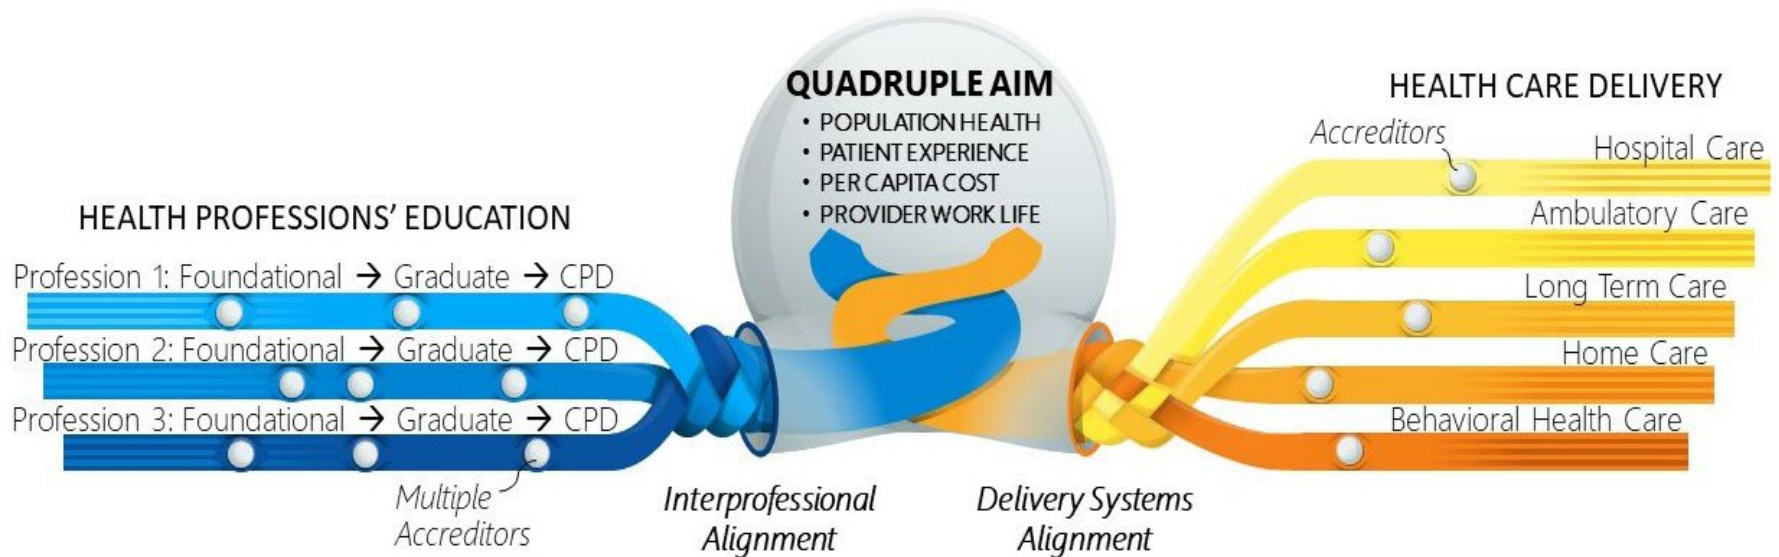 QUADRUPLE AIM
• POPULATION HEALTH
• PATIENT EXPERIENCE
• PER CAPITA COST
• PROVIDER WORK LIFE
HEALTH PROFESSIONS' EDUCATION
Profession 1: Foundational → Graduate → CPD
Profession 2: Foundational → Graduate → CPD
Profession 3: Foundational → Graduate → CPD
Multiple
Accreditors
Interprofessional
Alignment
Delivery Systems
Alignment
HEALTH CARE DELIVERY
Accreditors
Hospital Care
Ambulatory Care
Long Term Care
Home Care
Behavioral Health Care